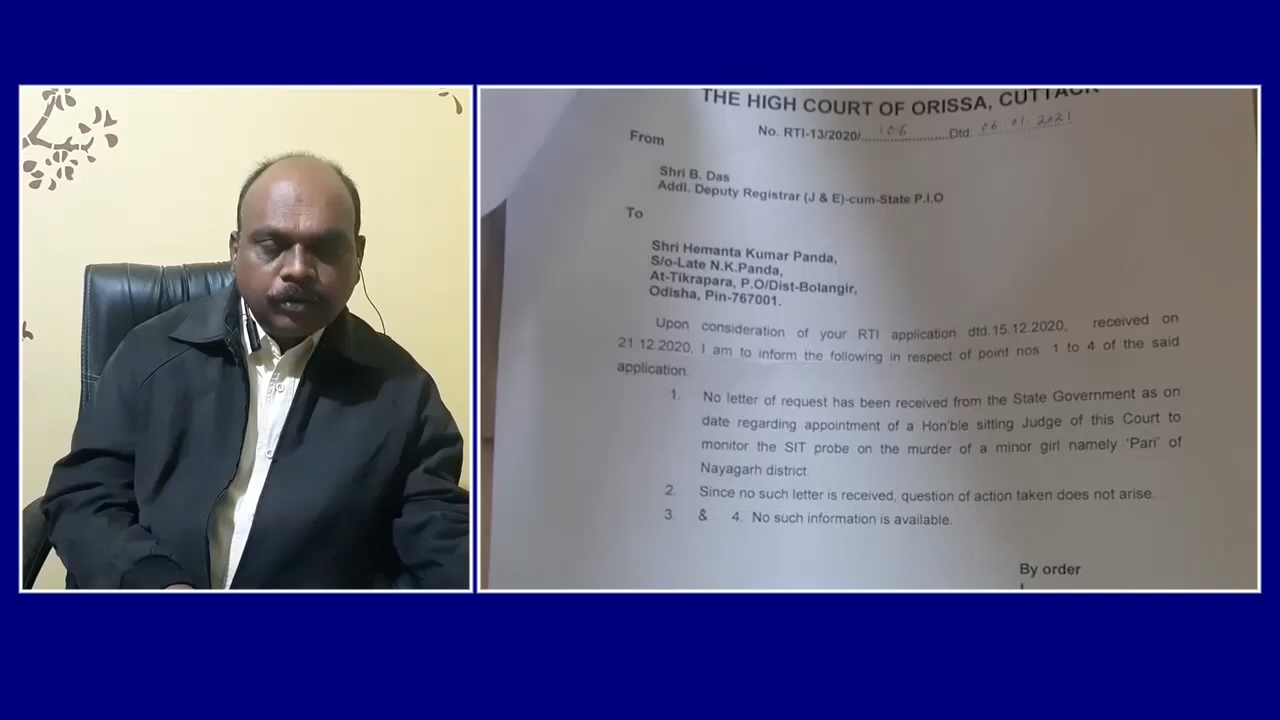 THE HIGH COURT OF ORISSA, CUTTACK
No. RTI-13/2020/....106....Dtd. 06.01.2021
From
Shri B. Das
Addl. Deputy Registrar (J & E)-cum-State P.I.O
To
Shri Hemanta Kumar Panda,
S/o-Late N.K.Panda,
At-Tikrapara, P.O/Dist-Bolangir,
Odisha, Pin-767001.
Upon consideration of your RTI application dtd.15.12.2020, received on
21.12.2020, I am to inform the following in respect of point nos 1 to 4 of the said
application.
1. No letter of request has been received from the State Government as on
date regarding appointment of a Hon'ble sitting Judge of this Court to
monitor the SIT probe on the murder of a minor girl namely 'Pari' of
Nayagarh district.
2. Since no such letter is received, question of action taken does not arise.
3. & 4. No such information is available.
By order